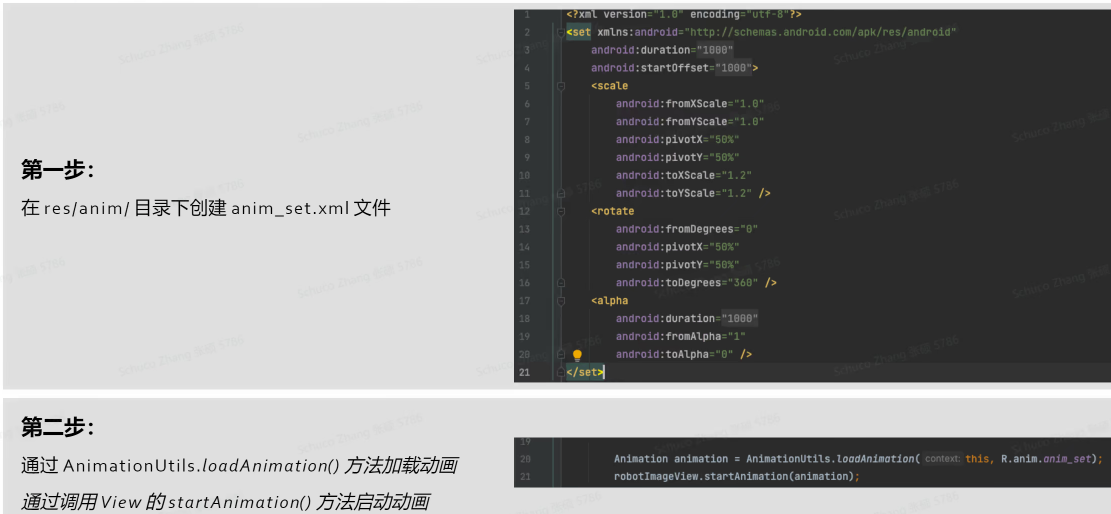 第一步：
在 res/anim/ 目录下创建 anim_set.xml 文件
1 <?xml version="1.0" encoding="utf-8"?>
2 <set xmlns:android="http://schemas.android.com/apk/res/android"
3 android:duration="1000"
4 android:startOffset="1000">
5 <scale
6 android:fromXScale="1.0"
7 android:fromYScale="1.0"
8 android:pivotX="50%"
9 android:pivotY="50%"
10 android:toXScale="1.2"
11 android:toYScale="1.2" />
12 <rotate
13 android:fromDegrees="0"
14 android:pivotX="50%"
15 android:pivotY="50%"
16 android:toDegrees="360" />
17 <alpha
18 android:duration="1000"
19 android:fromAlpha="1"
20 android:toAlpha="0" />
21 </set>
第二步：
通过 AnimationUtils.loadAnimation() 方法加载动画
通过调用 View 的 startAnimation() 方法启动动画
19
20 Animation animation = AnimationUtils.loadAnimation( context: this, R.anim.anim_set);
21 robotImageView.startAnimation(animation);